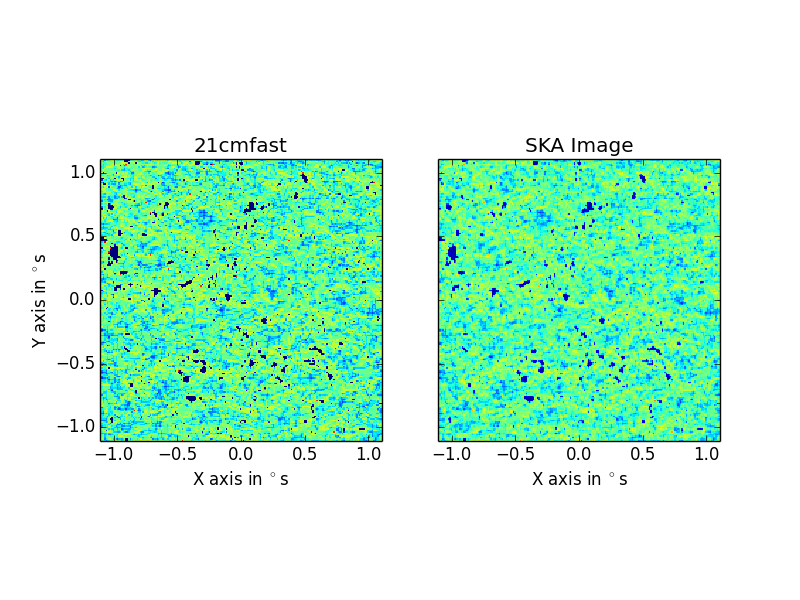 21cmfast
SKA Image
1.0
0.5
0.0
−0.5
−1.0
Y axis in °s
−1.0 −0.5 0.0 0.5 1.0
−1.0 −0.5 0.0 0.5 1.0
X axis in °s
X axis in °s